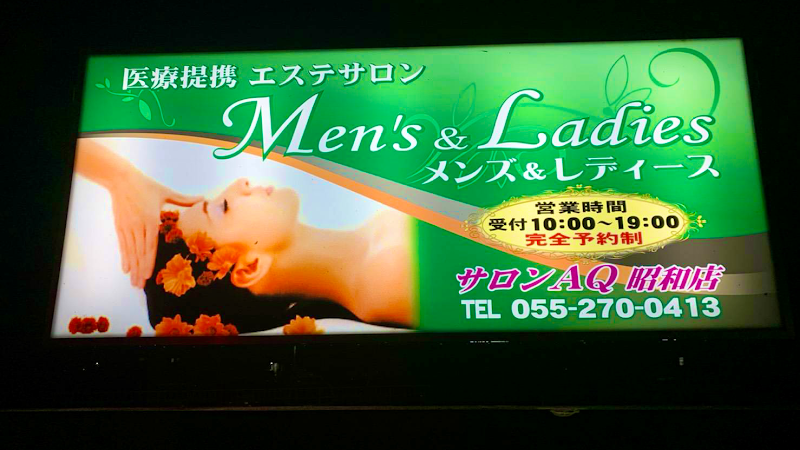 医療提携 エステサロン
Men's & Ladies
メンズ&レディース
営業時間
受付10:00〜19:00
完全予約制
サロンAQ 昭和店
TEL 055-270-0413